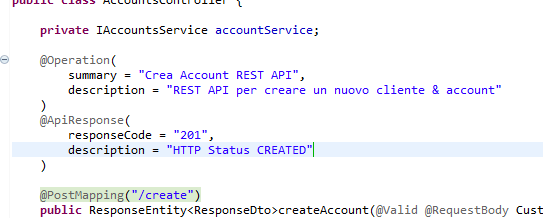 public class AccountsController {
private IAccountsService accountService;
@Operation(
summary = "Crea Account REST API",
description = "REST API per creare un nuovo cliente & account"
)
@ApiResponse(
responseCode = "201",
description = "HTTP Status CREATED"
)
@PostMapping("/create")
public ResponseEntity<ResponseDto>createAccount(@Valid @RequestBody Cust